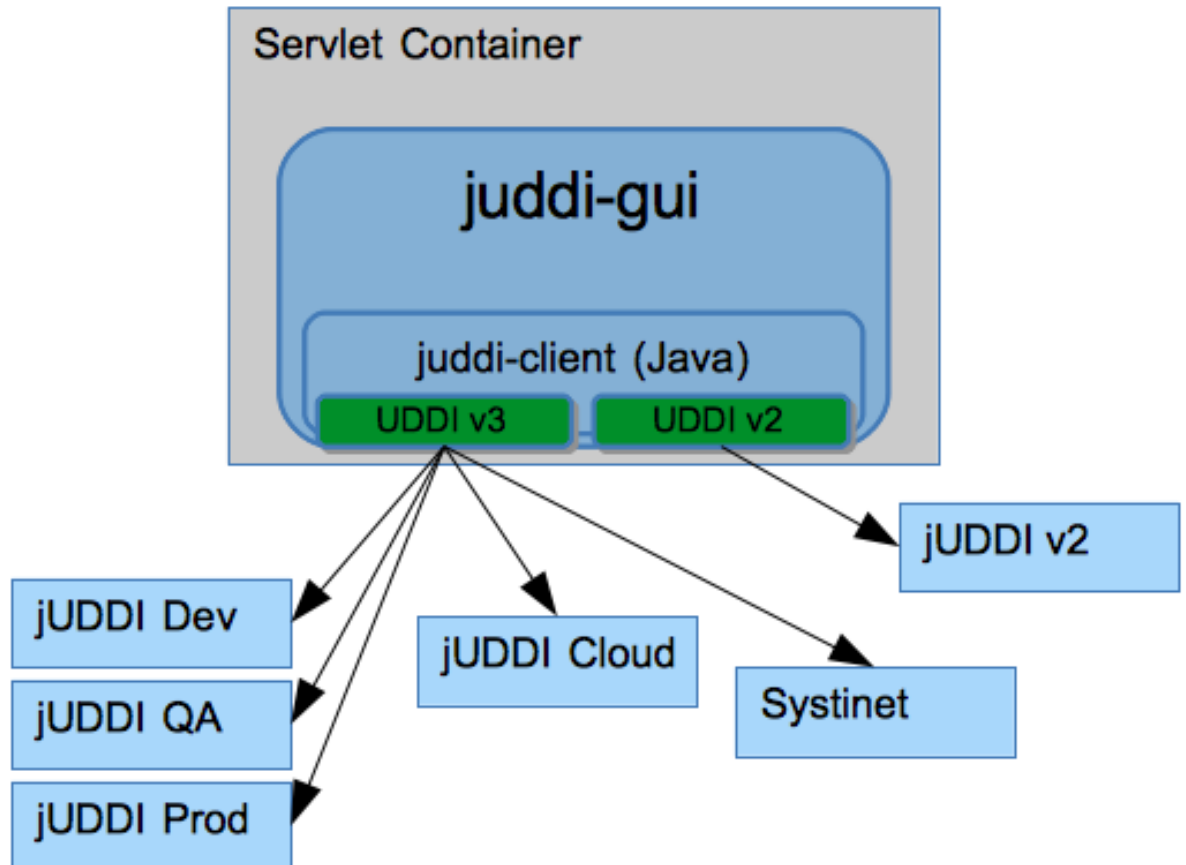 Servlet Container
juddi-gui
juddi-client (Java)
UDDI v3
UDDI v2
jUDDI v2
jUDDI Dev
jUDDI Cloud
jUDDI QA
Systinet
jUDDI Prod